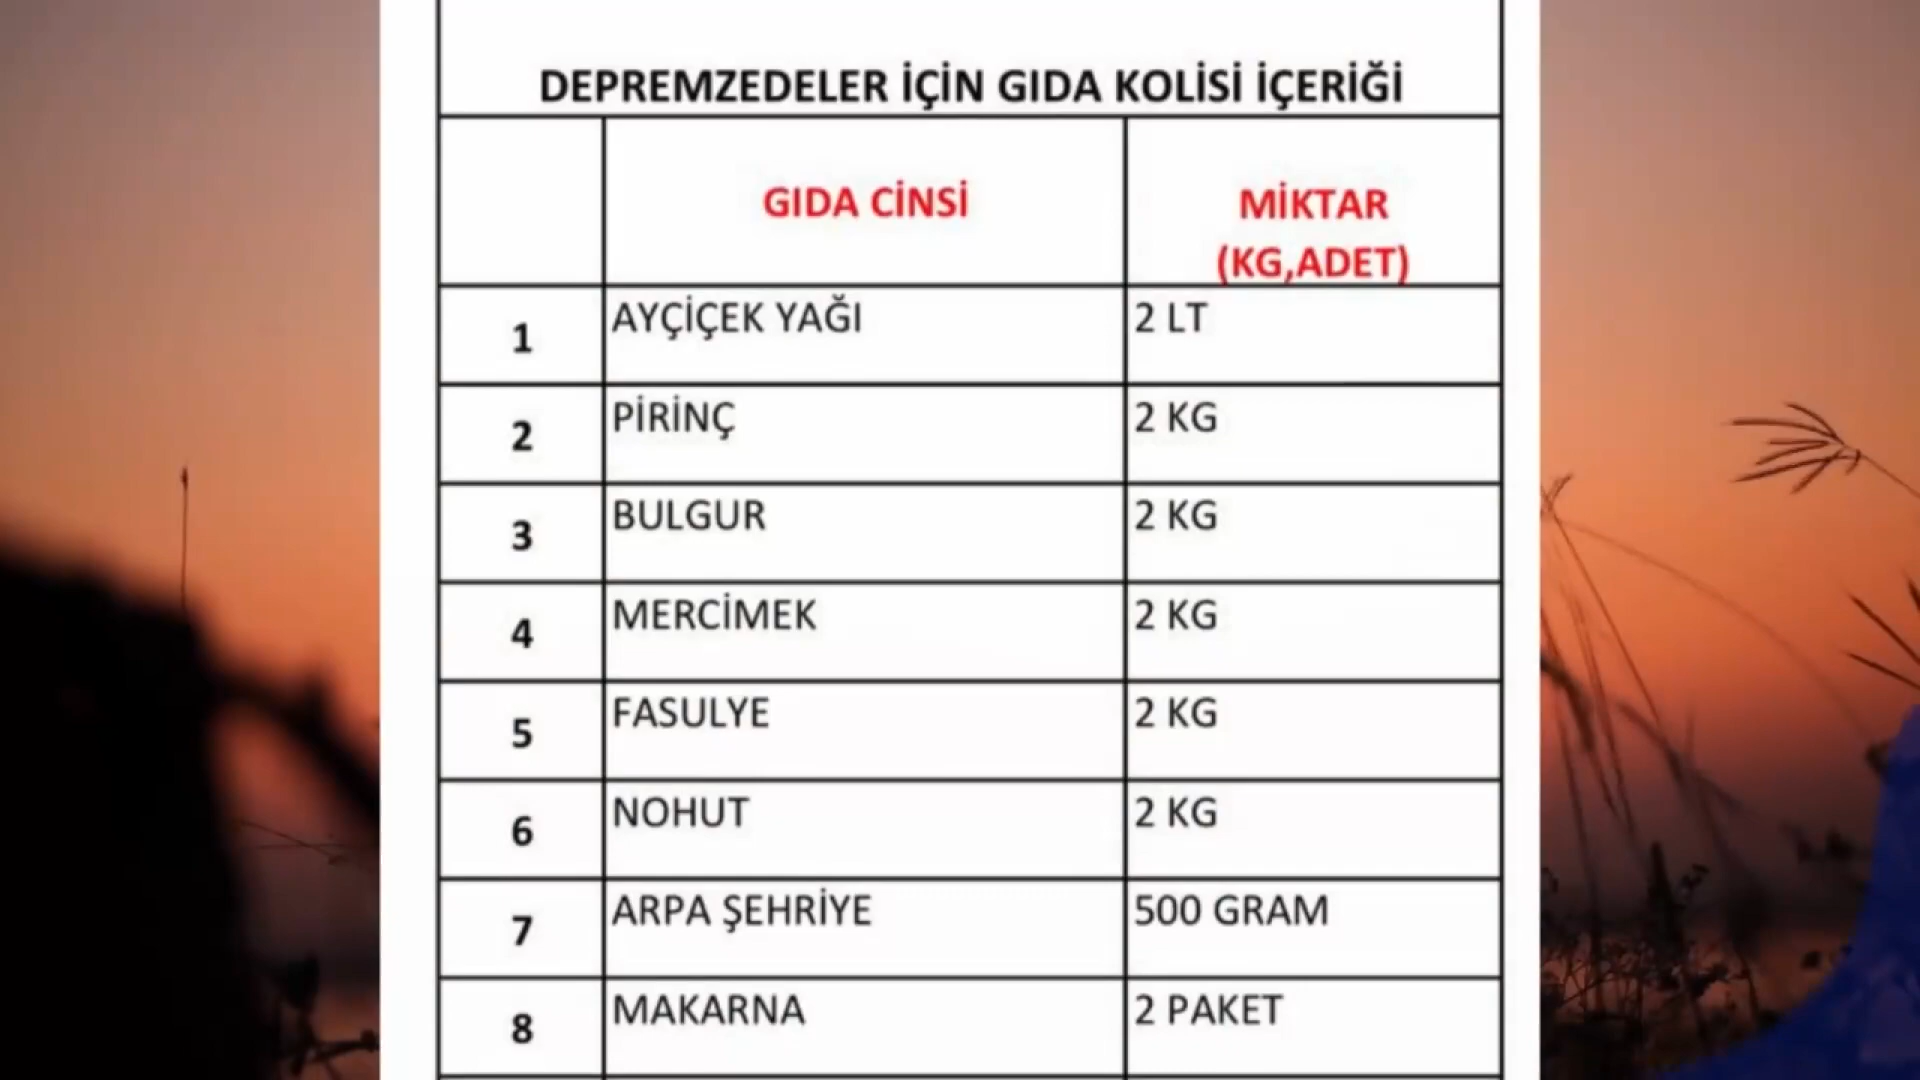 DEPREMZEDELER İÇİN GIDA KOLİSİ İÇERİĞİ
GIDA CİNSİ
MİKTAR
(KG,ADET)
1 AYÇİÇEK YAĞI 2 LT
2 PİRİNÇ 2 KG
3 BULGUR 2 KG
4 MERCİMEK 2 KG
5 FASULYE 2 KG
6 NOHUT 2 KG
7 ARPA ŞEHRİYE 500 GRAM
8 MAKARNA 2 PAKET